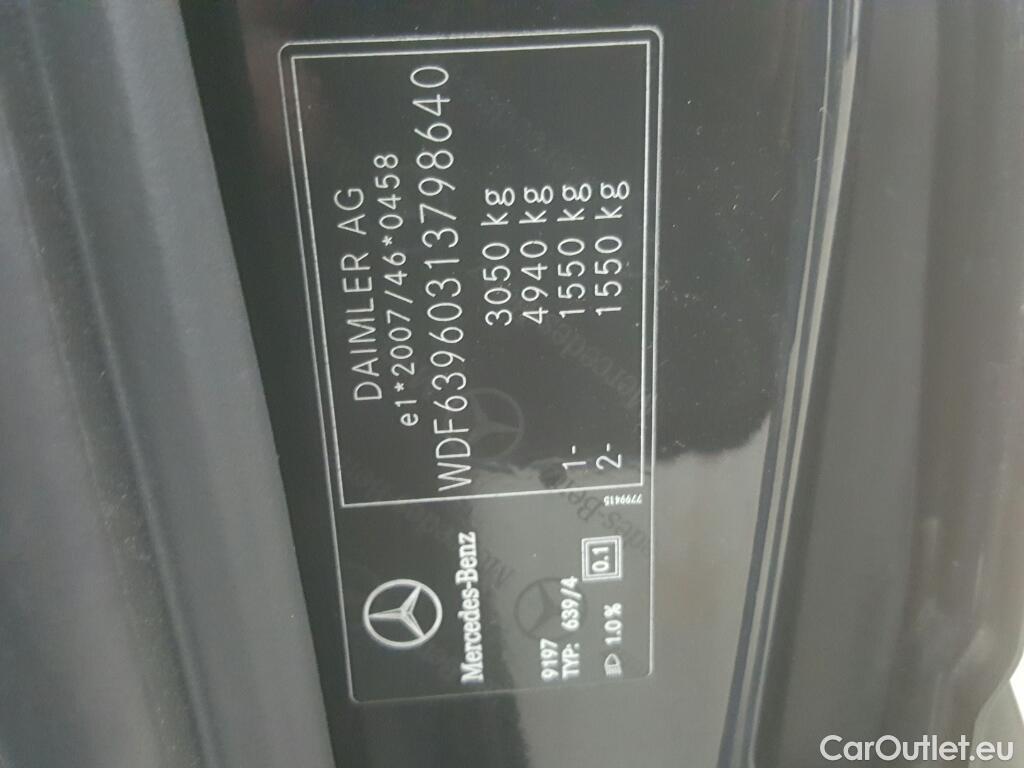 Mercedes-Benz
9197
TYP: 639/4
1.0 %
0.1
DAIMLER AG
e1*2007/46*0458
WDF63960313798640
3050 kg
4940 kg
1- 1550 kg
2- 1550 kg
7799415
CarOutlet.eu